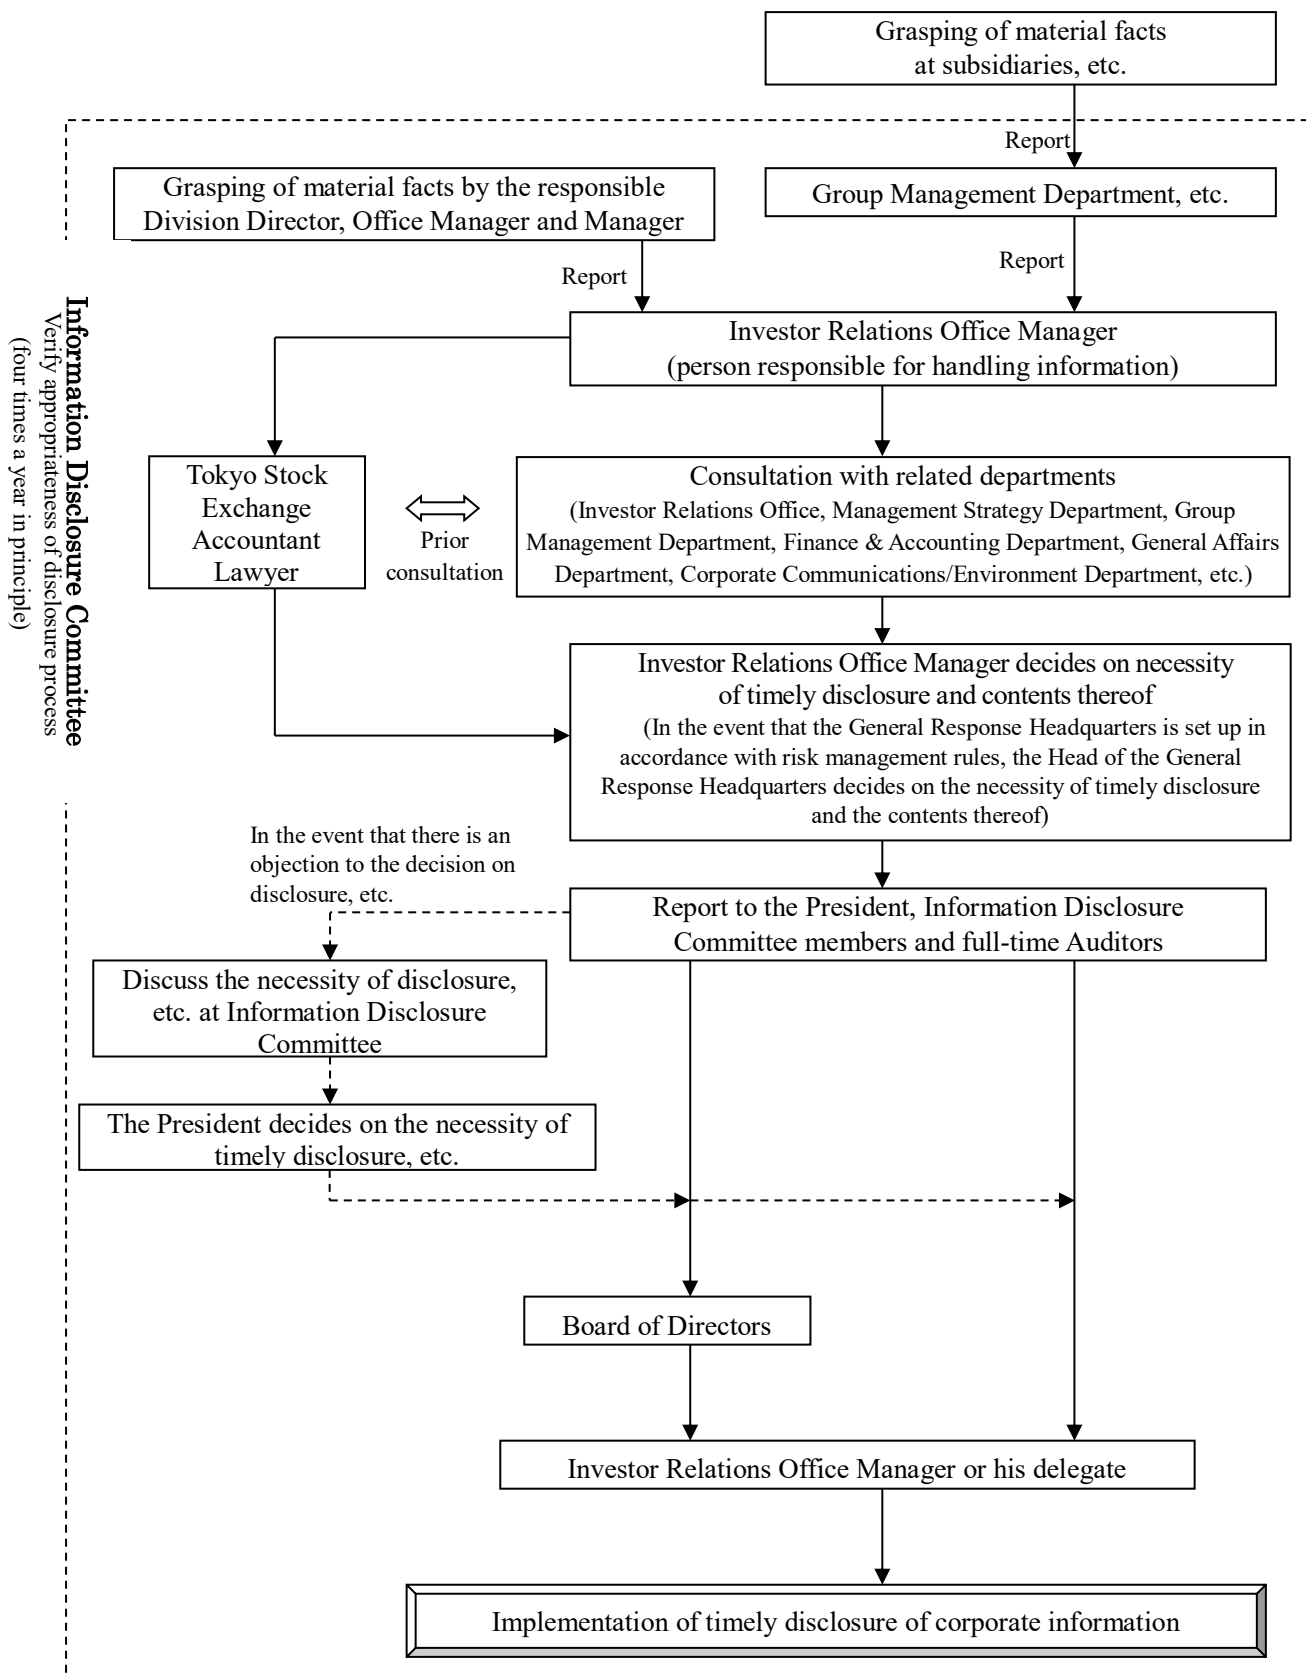 Grasping of material facts
at subsidiaries, etc.
Report
Grasping of material facts by the responsible
Division Director, Office Manager and Manager
Group Management Department, etc.
Report
Report
Information Disclosure Committee
Verify appropriateness of disclosure process
(four times a year in principle)
Investor Relations Office Manager
(person responsible for handling information)
Tokyo Stock
Exchange
Accountant
Lawyer
Prior
consultation
Consultation with related departments
(Investor Relations Office, Management Strategy Department, Group
Management Department, Finance & Accounting Department, General Affairs
Department, Corporate Communications/Environment Department, etc.)
Investor Relations Office Manager decides on necessity
of timely disclosure and contents thereof
(In the event that the General Response Headquarters is set up in
accordance with risk management rules, the Head of the General
Response Headquarters decides on the necessity of timely disclosure
and the contents thereof)
In the event that there is an
objection to the decision on
disclosure, etc.
Report to the President, Information Disclosure
Committee members and full-time Auditors
Discuss the necessity of disclosure,
etc. at Information Disclosure
Committee
The President decides on the necessity of
timely disclosure, etc.
Board of Directors
Investor Relations Office Manager or his delegate
Implementation of timely disclosure of corporate information